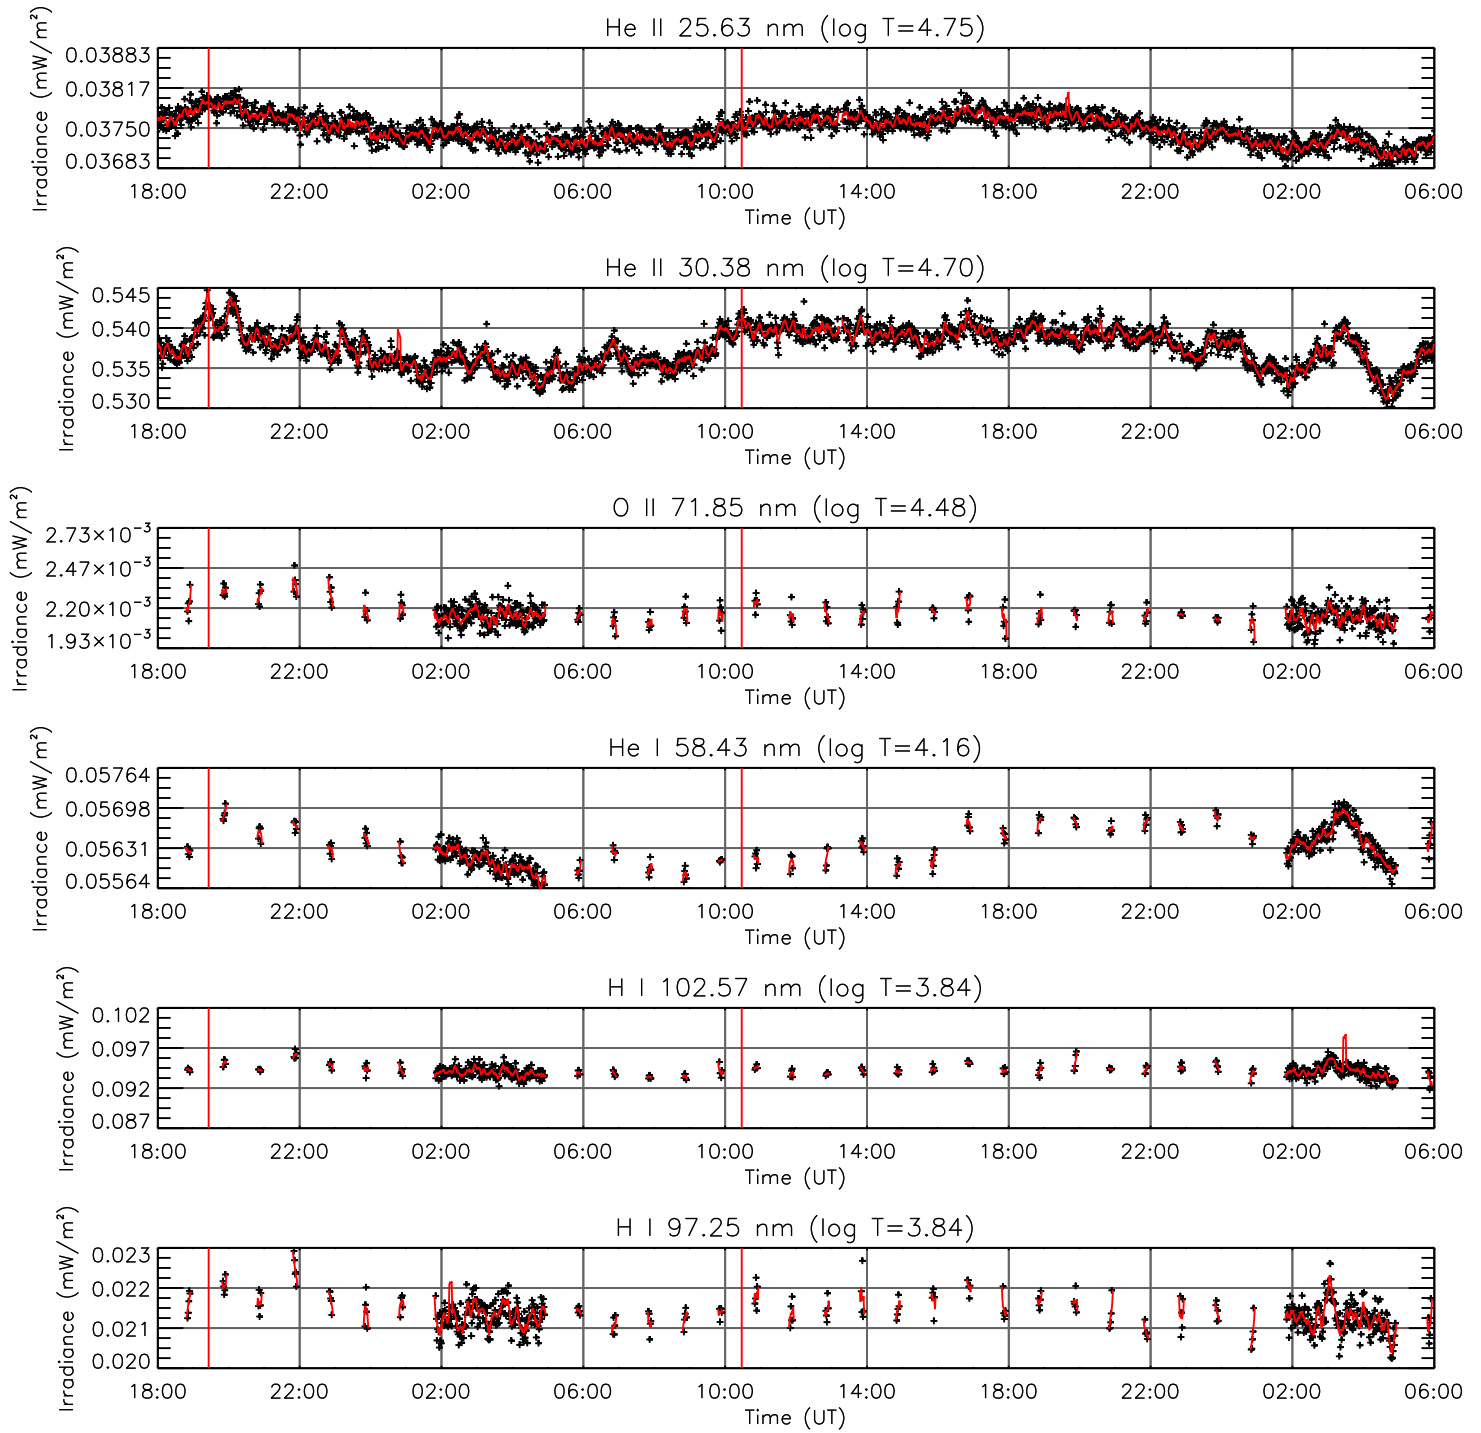 He II 25.63 nm (log T=4.75)
Irradiance (mW/m²)
0.03883
0.03817
0.03750
0.03683
18:00 22:00 02:00 06:00 10:00 14:00 18:00 22:00 02:00 06:00
Time (UT)
He II 30.38 nm (log T=4.70)
Irradiance (mW/m²)
0.545
0.540
0.535
0.530
18:00 22:00 02:00 06:00 10:00 14:00 18:00 22:00 02:00 06:00
Time (UT)
O II 71.85 nm (log T=4.48)
Irradiance (mW/m²)
2.73×10⁻³
2.47×10⁻³
2.20×10⁻³
1.93×10⁻³
18:00 22:00 02:00 06:00 10:00 14:00 18:00 22:00 02:00 06:00
Time (UT)
He I 58.43 nm (log T=4.16)
Irradiance (mW/m²)
0.05764
0.05698
0.05631
0.05564
18:00 22:00 02:00 06:00 10:00 14:00 18:00 22:00 02:00 06:00
Time (UT)
H I 102.57 nm (log T=3.84)
Irradiance (mW/m²)
0.102
0.097
0.092
0.087
18:00 22:00 02:00 06:00 10:00 14:00 18:00 22:00 02:00 06:00
Time (UT)
H I 97.25 nm (log T=3.84)
Irradiance (mW/m²)
0.023
0.022
0.021
0.020
18:00 22:00 02:00 06:00 10:00 14:00 18:00 22:00 02:00 06:00
Time (UT)